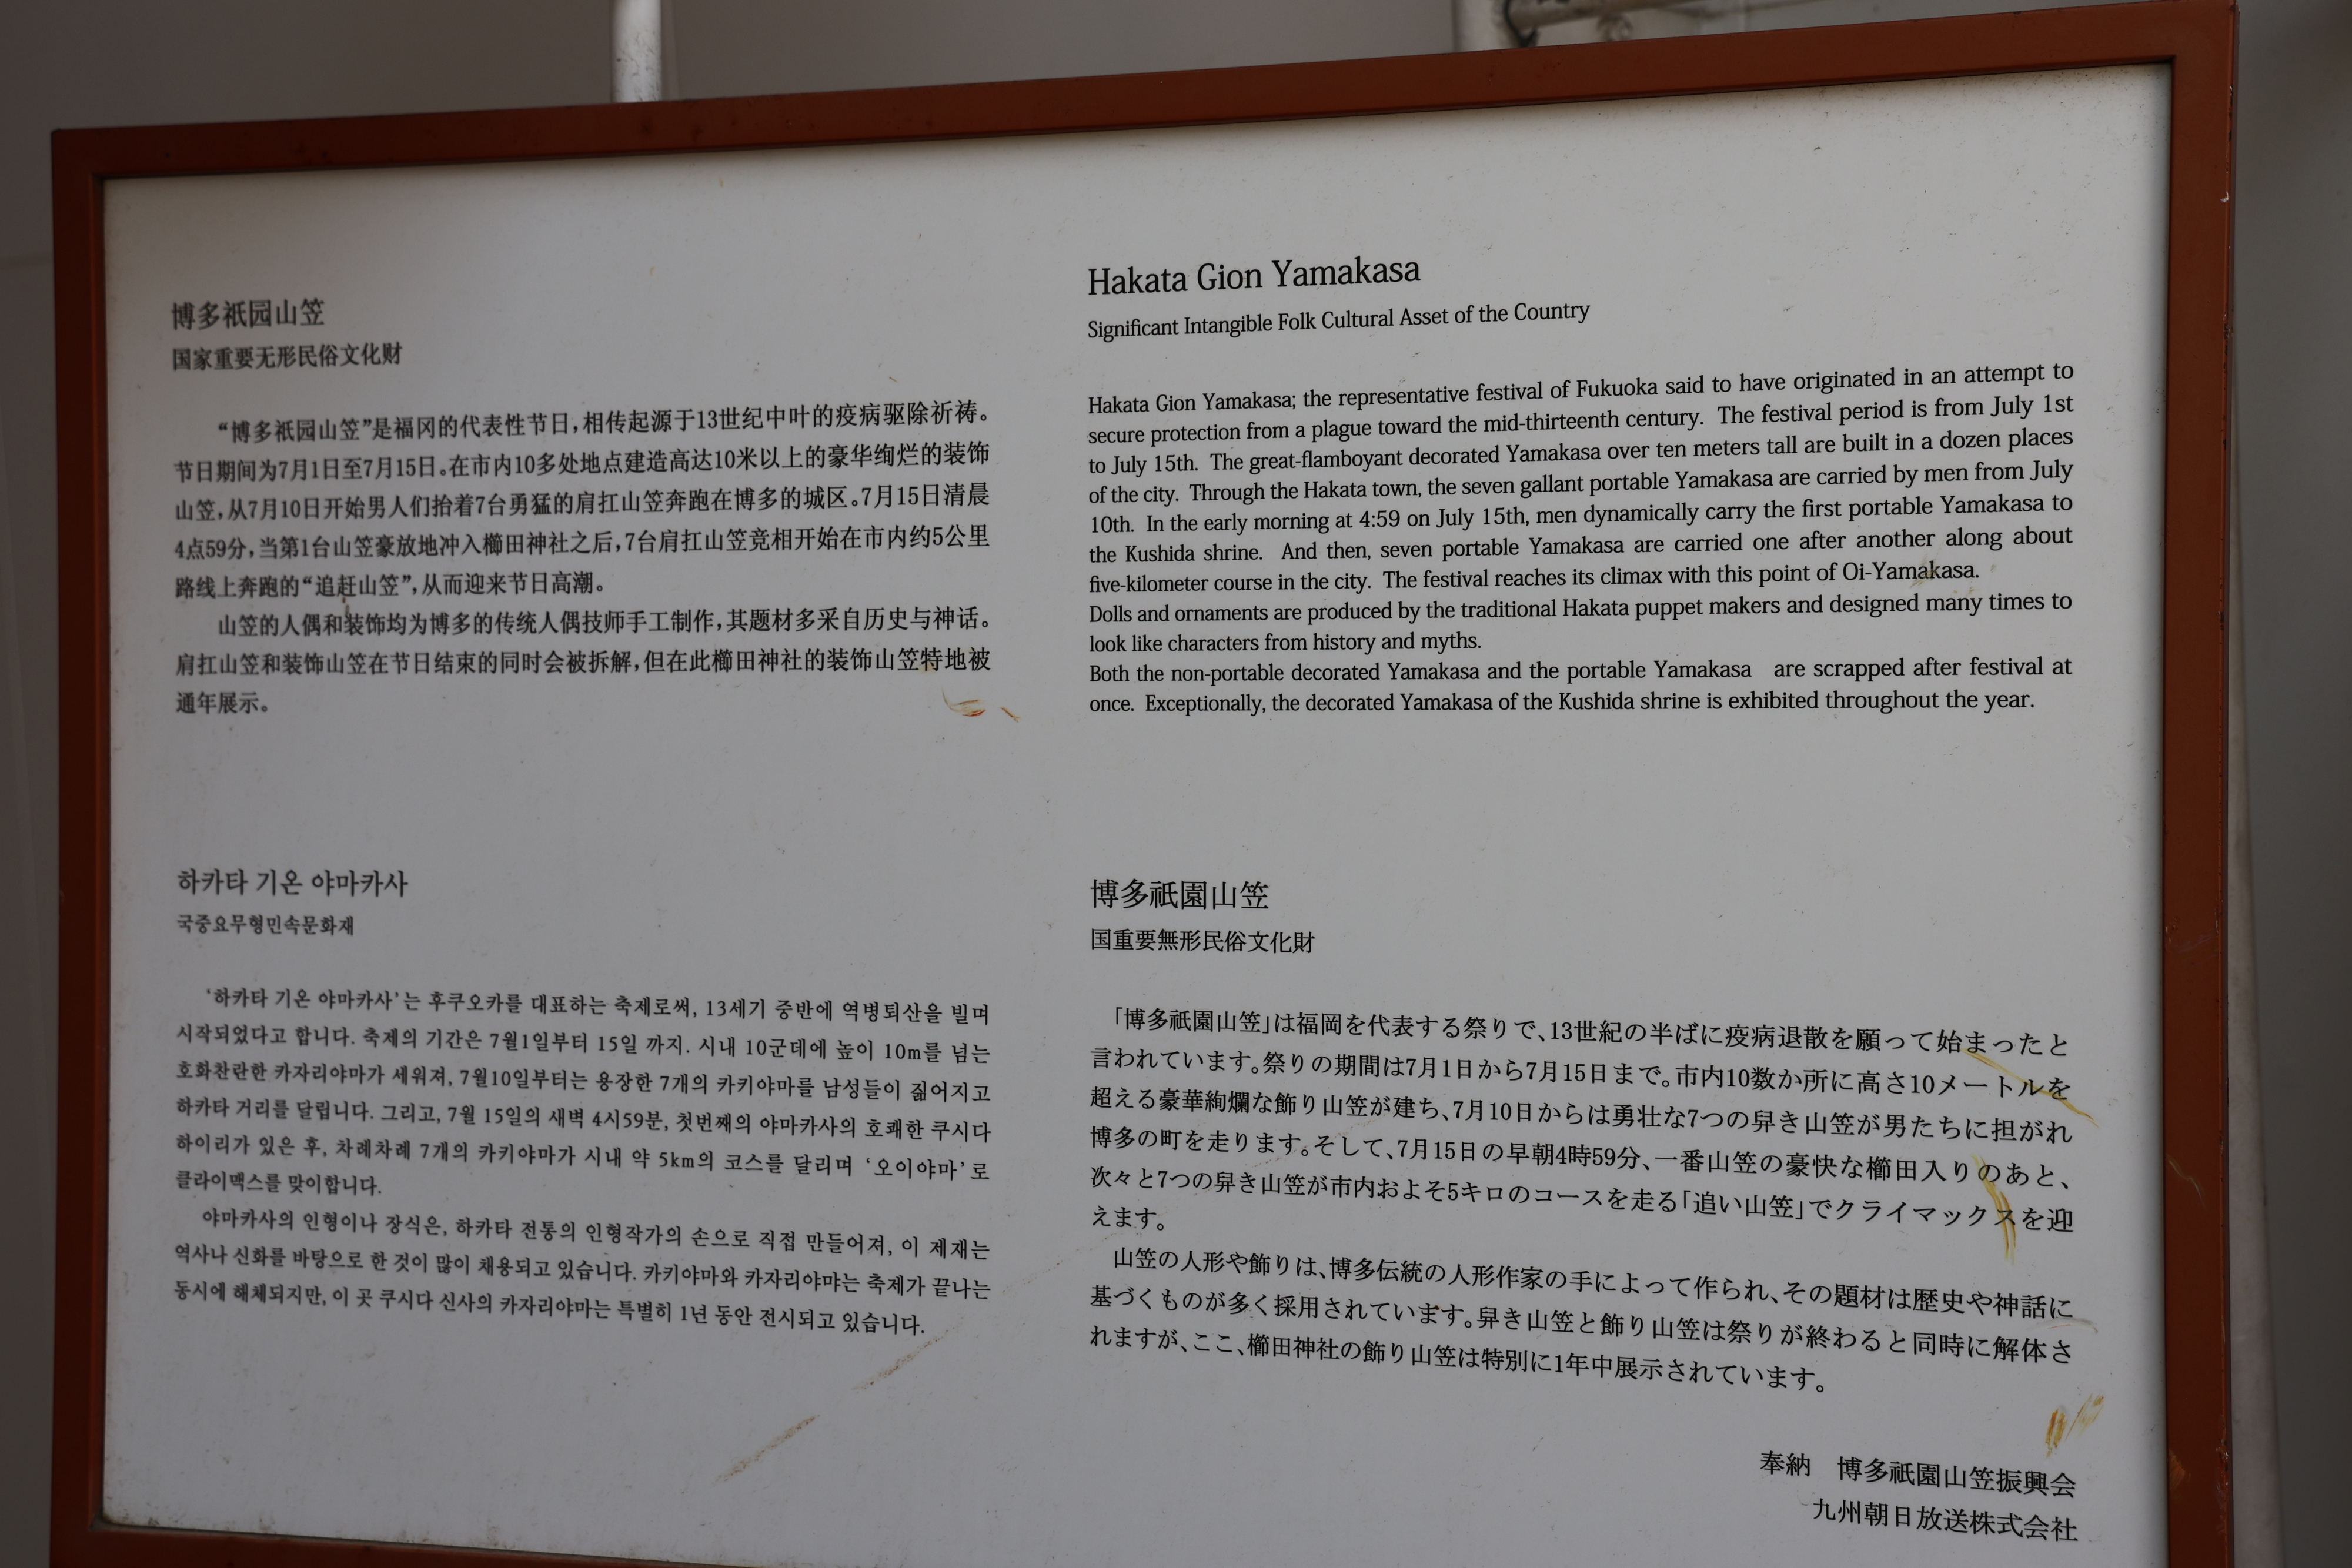 博多祇园山笠
国家重要无形民俗文化财
“博多祇园山笠”是福冈的代表性节日,相传起源于13世纪中叶的疫病驱除祈祷。
节日期间为7月1日至7月15日。在市内10多处地点建造高达10米以上的豪华绚烂的装饰
山笠,从7月10日开始男人们抬着7台勇猛的肩扛山笠奔跑在博多的城区。7月15日清晨
4点59分,当第1台山笠豪放地冲入櫛田神社之后,7台肩扛山笠竞相开始在市内约5公里
路线上奔跑的“追赶山笠”,从而迎来节日高潮。
山笠的人偶和装饰均为博多的传统人偶技师手工制作,其题材多采自历史与神话。
肩扛山笠和装饰山笠在节日结束的同时会被拆解,但在此櫛田神社的装饰山笠特地被
通年展示。
Hakata Gion Yamakasa
Significant Intangible Folk Cultural Asset of the Country
Hakata Gion Yamakasa; the representative festival of Fukuoka said to have originated in an attempt to
secure protection from a plague toward the mid-thirteenth century. The festival period is from July 1st
to July 15th. The great-flamboyant decorated Yamakasa over ten meters tall are built in a dozen places
of the city. Through the Hakata town, the seven gallant portable Yamakasa are carried by men from July
10th. In the early morning at 4:59 on July 15th, men dynamically carry the first portable Yamakasa to
the Kushida shrine. And then, seven portable Yamakasa are carried one after another along about
five-kilometer course in the city. The festival reaches its climax with this point of Oi-Yamakasa.
Dolls and ornaments are produced by the traditional Hakata puppet makers and designed many times to
look like characters from history and myths.
Both the non-portable decorated Yamakasa and the portable Yamakasa are scrapped after festival at
once. Exceptionally, the decorated Yamakasa of the Kushida shrine is exhibited throughout the year.
하카타 기온 야마카사
국중요무형민속문화재
‘하카타 기온 야마카사’는 후쿠오카를 대표하는 축제로써, 13세기 중반에 역병퇴산을 빌며
시작되었다고 합니다. 축제의 기간은 7월1일부터 15일 까지. 시내 10군데에 높이 10m를 넘는
호화찬란한 카자리야마가 세워져, 7월10일부터는 용장한 7개의 카키야마를 남성들이 짊어지고
하카타 거리를 달립니다. 그리고, 7월 15일의 새벽 4시59분, 첫번째의 야마카사의 호쾌한 쿠시다
하이리가 있은 후, 차례차례 7개의 카키야마가 시내 약 5km의 코스를 달리며 ‘오이야마’로
클라이맥스를 맞이합니다.
야마카사의 인형이나 장식은, 하카타 전통의 인형작가의 손으로 직접 만들어져, 이 제재는
역사나 신화를 바탕으로 한 것이 많이 채용되고 있습니다. 카키야마와 카자리야먀는 축제가 끝나는
동시에 해체되지만, 이 곳 쿠시다 신사의 카자리야마는 특별히 1년 동안 전시되고 있습니다.
博多祇園山笠
国重要無形民俗文化財
「博多祇園山笠」は福岡を代表する祭りで、13世紀の半ばに疫病退散を願って始まったと
言われています。祭りの期間は7月1日から7月15日まで。市内10数か所に高さ10メートルを
超える豪華絢爛な飾り山笠が建ち、7月10日からは勇壮な7つの舁き山笠が男たちに担がれ
博多の町を走ります。そして、7月15日の早朝4時59分、一番山笠の豪快な櫛田入りのあと、
次々と7つの舁き山笠が市内およそ5キロのコースを走る「追い山笠」でクライマックスを迎
えます。
山笠の人形や飾りは、博多伝統の人形作家の手によって作られ、その題材は歴史や神話に
基づくものが多く採用されています。舁き山笠と飾り山笠は祭りが終わると同時に解体さ
れますが、ここ、櫛田神社の飾り山笠は特別に1年中展示されています。
奉納　博多祇園山笠振興会
九州朝日放送株式会社